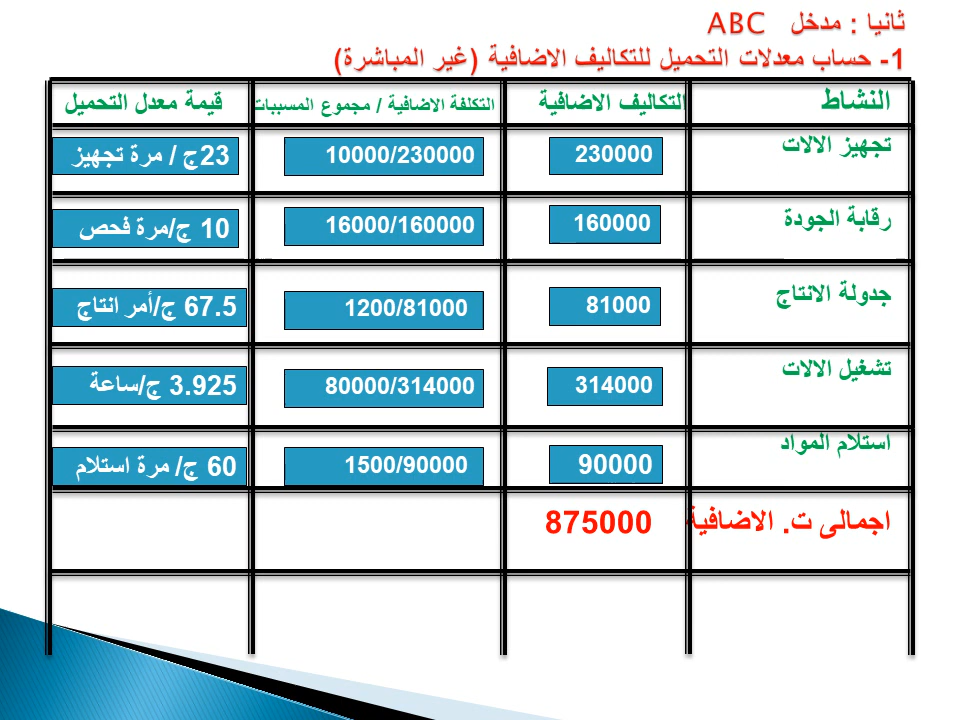 ثانيا : مدخل ABC
1- حساب معدلات التحميل للتكاليف الاضافية (غير المباشرة)
النشاط التكاليف الاضافية التكلفة الاضافية / مجموع المسببات قيمة معدل التحميل
تجهيز الالات 230000 10000/230000 23ج / مرة تجهيز
رقابة الجودة 160000 16000/160000 10 ج/مرة فحص
جدولة الانتاج 81000 1200/81000 67.5 ج/أمر انتاج
تشغيل الالات 314000 80000/314000 3.925 ج/ساعة
استلام المواد 90000 1500/90000 60 ج/ مرة استلام
اجمالى ت. الاضافية 875000